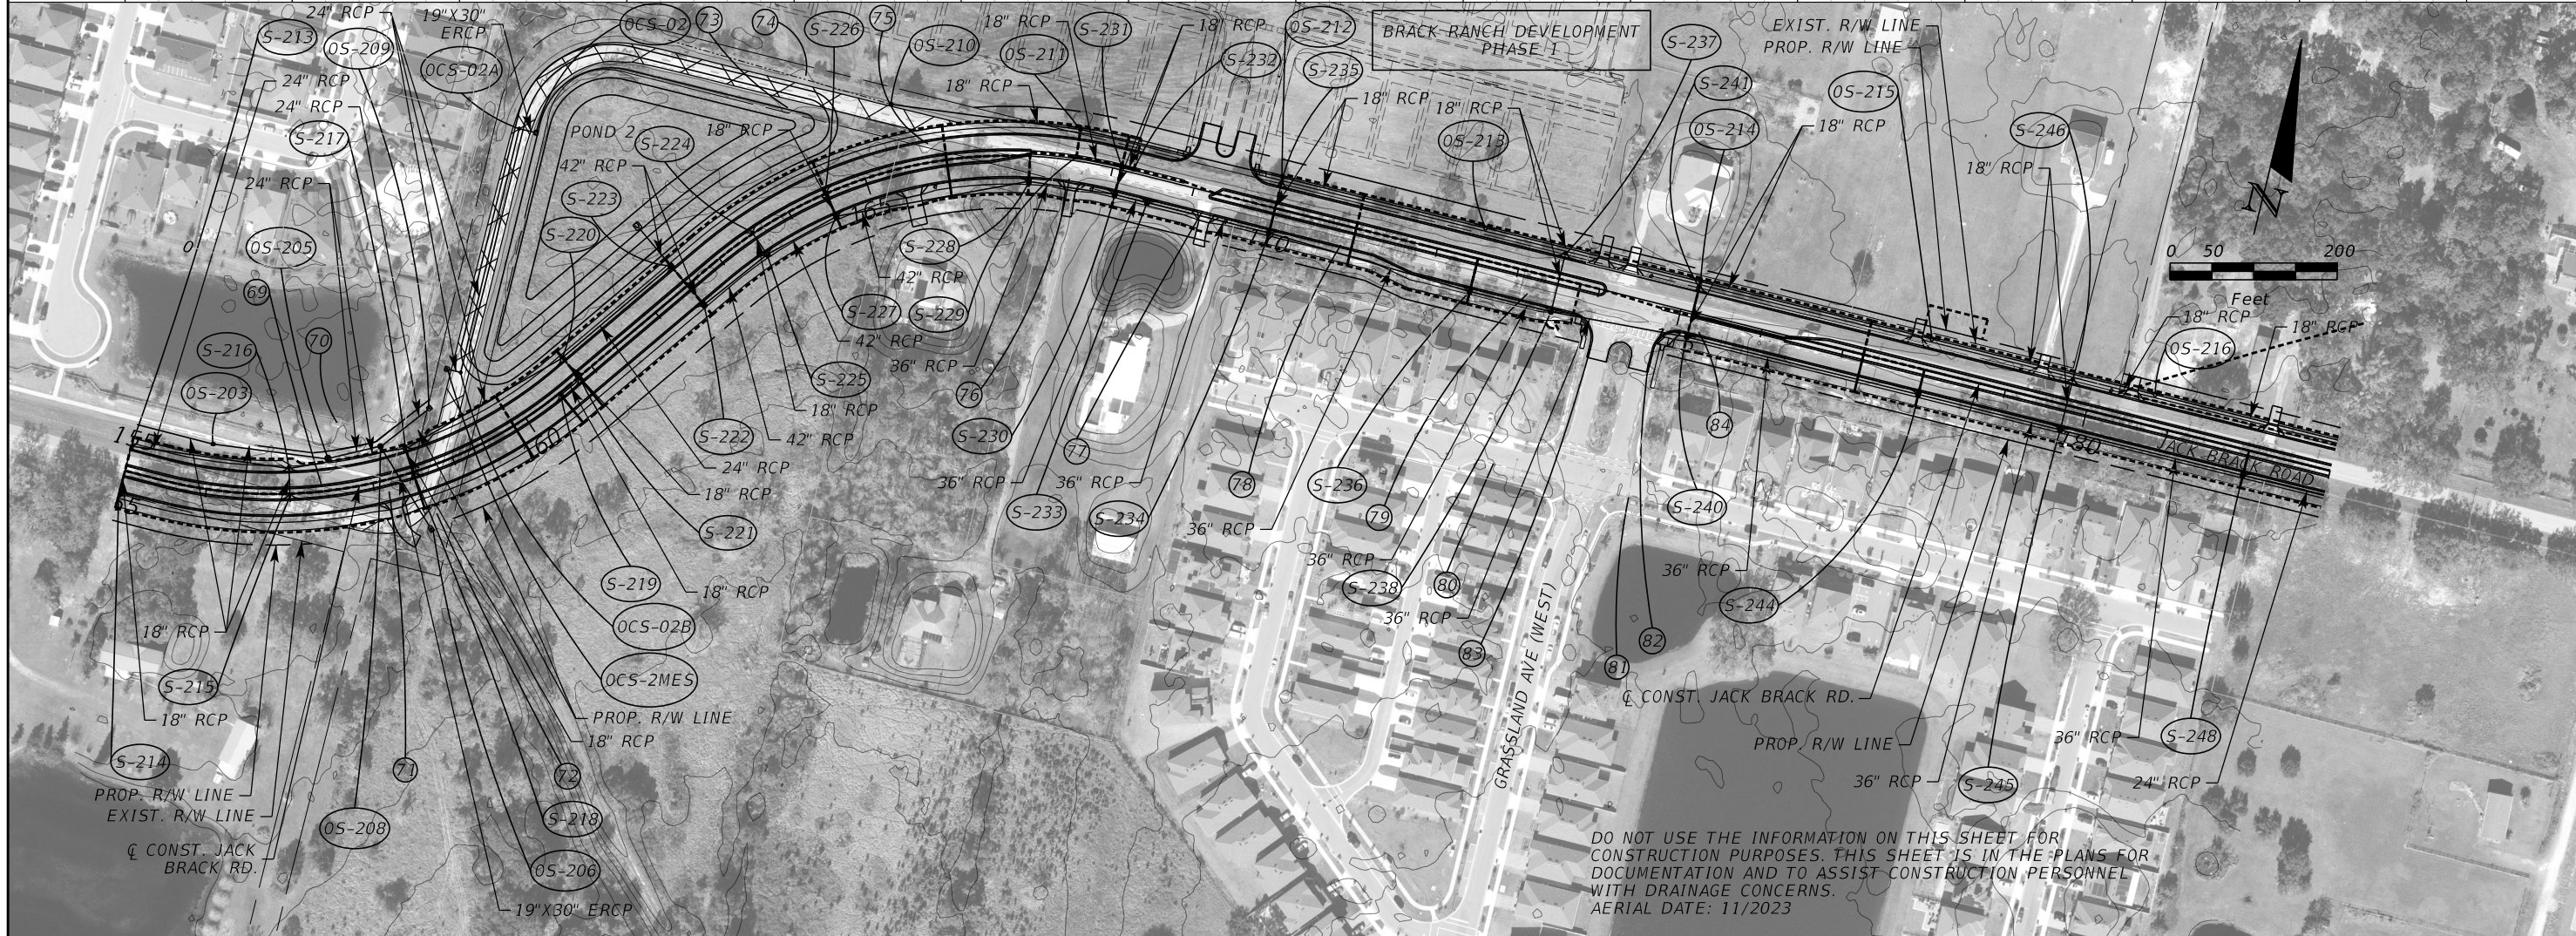 24" RCP
19"X30"
ERCP
OCS-02
73
74
S-226
75
OS-210
18" RCP
OS-211
S-231
18" RCP
S-232
OS-212
S-235
BRACK RANCH DEVELOPMENT
PHASE 1
S-237
EXIST. R/W LINE
PROP. R/W LINE
S-213
OS-209
OCS-02A
24" RCP
24" RCP
S-217
24" RCP
POND 2
S-224
18" RCP
42" RCP
S-223
S-220
18" RCP
18" RCP
18" RCP
OS-213
S-241
OS-214
OS-215
18" RCP
S-246
18" RCP
N
0 50 200
Feet
OS-205
69
S-216
70
OS-203
S-228
42" RCP
S-227
S-229
42" RCP
36" RCP
S-225
76
18" RCP
S-222
42" RCP
S-230
77
24" RCP
18" RCP
36" RCP
36" RCP
S-221
S-233
S-234
78
S-236
79
36" RCP
36" RCP
S-238
80
36" RCP
83
S-240
84
36" RCP
S-244
82
81
18" RCP
OS-216
18" RCP
155
60
170
180
JACK BRACK ROAD
18" RCP
S-215
18" RCP
S-214
PROP. R/W LINE
EXIST. R/W LINE
℄ CONST. JACK
BRACK RD.
OS-208
71
S-219
18" RCP
OCS-02B
OCS-2MES
PROP. R/W LINE
18" RCP
72
S-218
OS-206
19"X30" ERCP
GRASSLAND AVE (WEST)
℄ CONST. JACK BRACK RD.
PROP. R/W LINE
36" RCP
S-245
36" RCP
S-248
24" RCP
DO NOT USE THE INFORMATION ON THIS SHEET FOR
CONSTRUCTION PURPOSES. THIS SHEET IS IN THE PLANS FOR
DOCUMENTATION AND TO ASSIST CONSTRUCTION PERSONNEL
WITH DRAINAGE CONCERNS.
AERIAL DATE: 11/2023